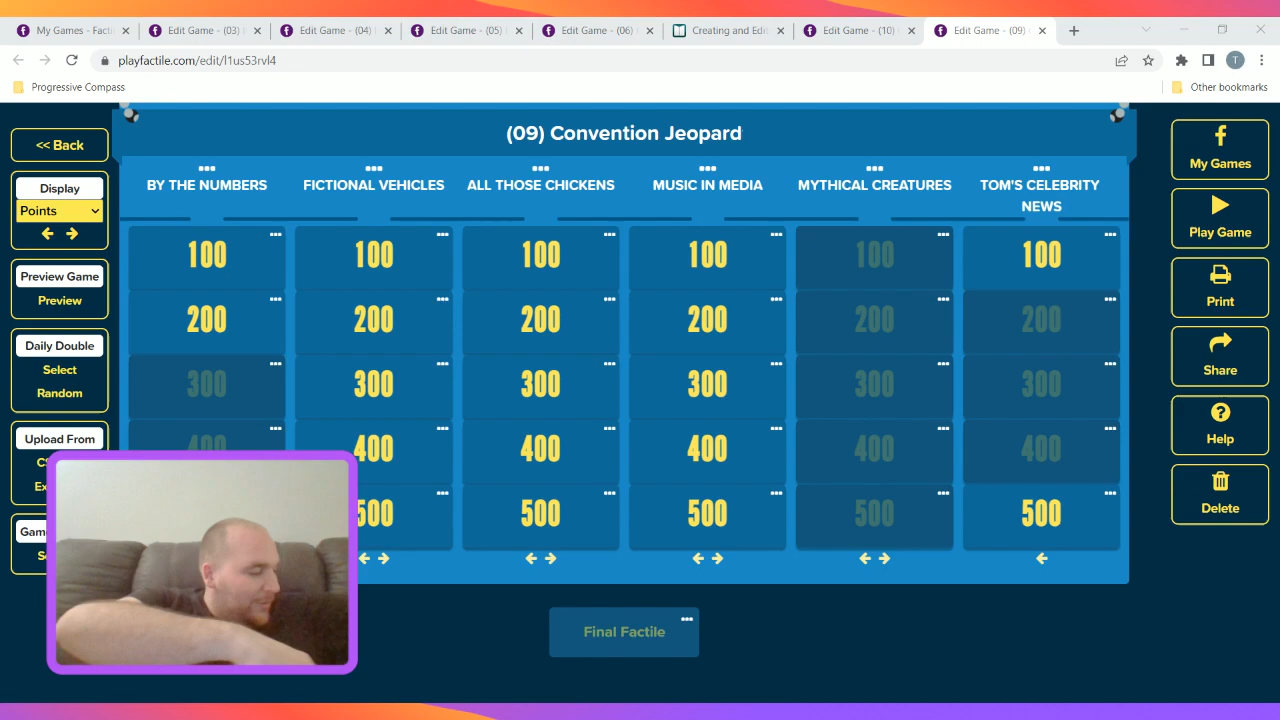 My Games - Facti
Edit Game - (03)
Edit Game - (04)
Edit Game - (05)
Edit Game - (06)
Creating and Edi
Edit Game - (10)
Edit Game - (09)
playfactile.com/edit/l1us53rvl4
T
Progressive Compass
Other bookmarks
(09) Convention Jeopard
<< Back
Display
Points
Preview Game
Preview
Daily Double
Select
Random
Upload From
BY THE NUMBERS
FICTIONAL VEHICLES
ALL THOSE CHICKENS
MUSIC IN MEDIA
MYTHICAL CREATURES
TOM'S CELEBRITY
NEWS
100 100 100 100 100 100
200 200 200 200 200 200
300 300 300 300 300 300
400 400 400 400 400 400
500 500 500 500 500
Final Factile
My Games
Play Game
Print
Share
Help
Delete